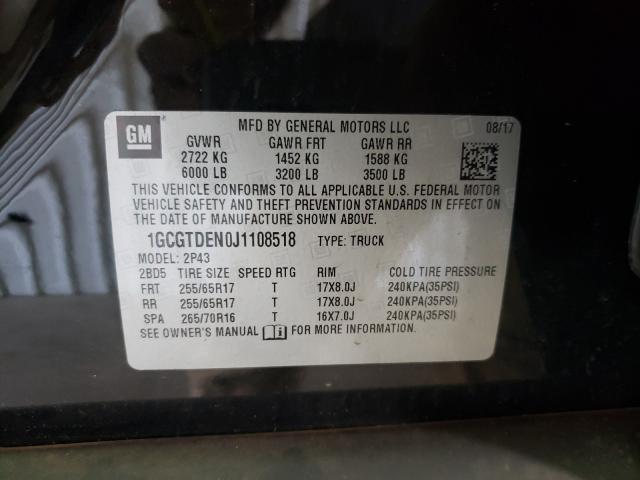 GM
MFD BY GENERAL MOTORS LLC 08/17
GVWR GAWR FRT GAWR RR
2722 KG 1452 KG 1588 KG
6000 LB 3200 LB 3500 LB
THIS VEHICLE CONFORMS TO ALL APPLICABLE U.S. FEDERAL MOTOR
VEHICLE SAFETY AND THEFT PREVENTION STANDARDS IN EFFECT ON
THE DATE OF MANUFACTURE SHOWN ABOVE.
1GCGTDEN0J1108518 TYPE: TRUCK
MODEL: 2P43
2BD5 TIRE SIZE SPEED RTG RIM COLD TIRE PRESSURE
FRT 255/65R17 T 17X8.0J 240KPA(35PSI)
RR 255/65R17 T 17X8.0J 240KPA(35PSI)
SPA 265/70R16 T 16X7.0J 240KPA(35PSI)
SEE OWNER'S MANUAL FOR MORE INFORMATION.